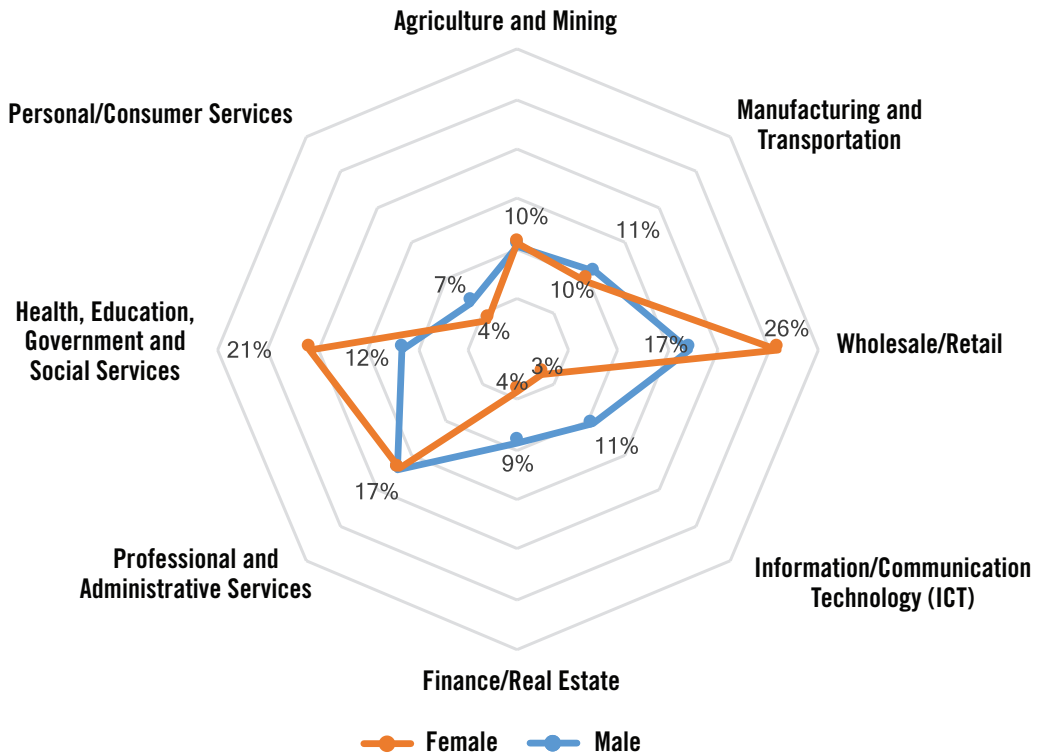 Agriculture and Mining
Personal/Consumer Services
Manufacturing and
Transportation
10%
11%
7%
10%
4%
Health, Education,
Government and
Social Services
21%
12%
17%
26%
Wholesale/Retail
4%
3%
11%
9%
17%
Professional and
Administrative Services
Information/Communication
Technology (ICT)
Finance/Real Estate
Female
Male